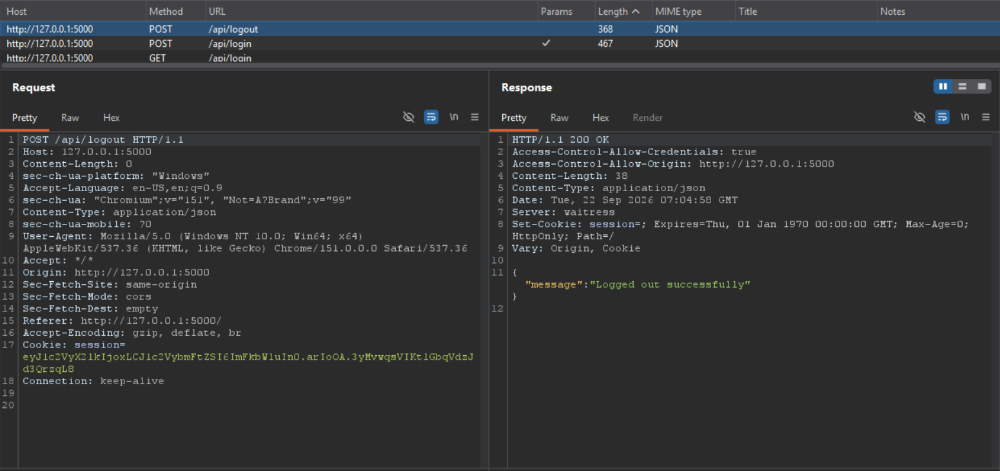 Host Method URL Params Length MIME type Title Notes
http://127.0.0.1:5000 POST /api/logout 368 JSON
http://127.0.0.1:5000 POST /api/login ✓ 467 JSON
http://127.0.0.1:5000 GET /api/login
Request
Pretty Raw Hex \n
1 POST /api/logout HTTP/1.1
2 Host: 127.0.0.1:5000
3 Content-Length: 0
4 sec-ch-ua-platform: "Windows"
5 Accept-Language: en-US,en;q=0.9
6 sec-ch-ua: "Chromium";v="151", "Not=A?Brand";v="99"
7 Content-Type: application/json
8 sec-ch-ua-mobile: ?0
9 User-Agent: Mozilla/5.0 (Windows NT 10.0; Win64; x64)
AppleWebKit/537.36 (KHTML, like Gecko) Chrome/151.0.0.0 Safari/537.36
10 Accept: */*
11 Origin: http://127.0.0.1:5000
12 Sec-Fetch-Site: same-origin
13 Sec-Fetch-Mode: cors
14 Sec-Fetch-Dest: empty
15 Referer: http://127.0.0.1:5000/
16 Accept-Encoding: gzip, deflate, br
17 Cookie: session=
eyJ1c2VyX2lkIjoxLCJ1c2VybmFtZSI6ImFkbWluIn0.arIoOA.3yMvwqsVIKt1GbqVdzJ
d3QrzqL8
18 Connection: keep-alive
19
20
Response
Pretty Raw Hex Render \n
1 HTTP/1.1 200 OK
2 Access-Control-Allow-Credentials: true
3 Access-Control-Allow-Origin: http://127.0.0.1:5000
4 Content-Length: 38
5 Content-Type: application/json
6 Date: Tue, 22 Sep 2026 07:04:58 GMT
7 Server: waitress
8 Set-Cookie: session=; Expires=Thu, 01 Jan 1970 00:00:00 GMT; Max-Age=0;
HttpOnly; Path=/
9 Vary: Origin, Cookie
10
11 {
"message":"Logged out successfully"
}
12